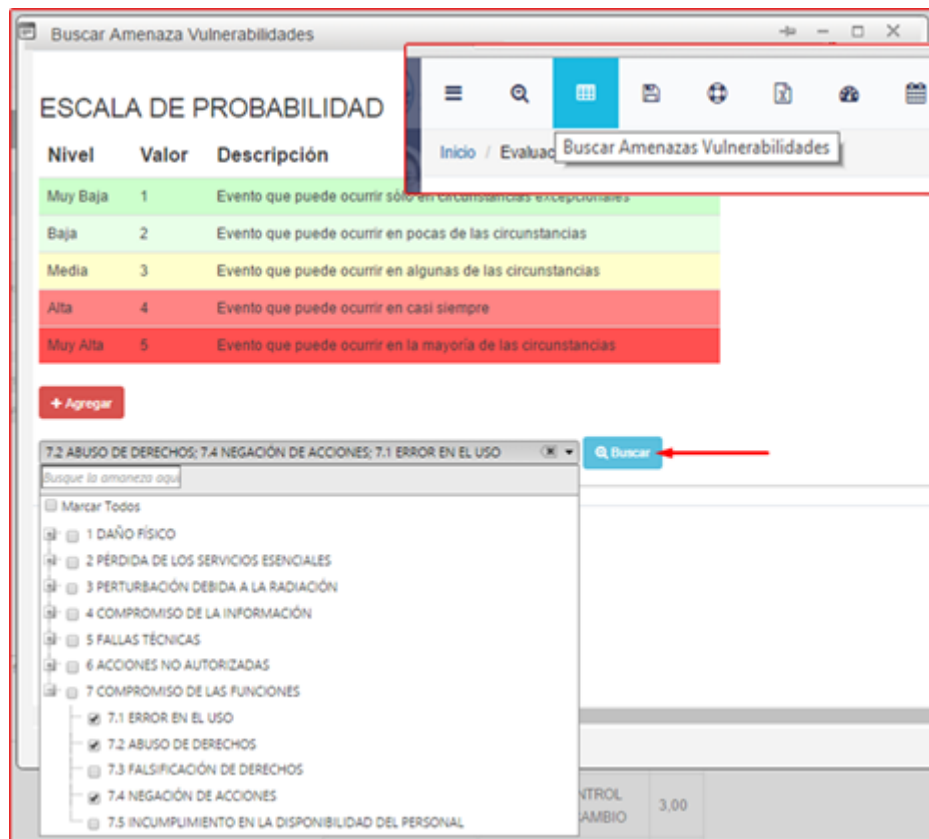 Buscar Amenaza Vulnerabilidades
Inicio / Evaluac
Buscar Amenazas Vulnerabilidades
ESCALA DE PROBABILIDAD
Nivel Valor Descripción
Muy Baja 1 Evento que puede ocurrir sólo en circunstancias excepcionales
Baja 2 Evento que puede ocurrir en pocas de las circunstancias
Media 3 Evento que puede ocurrir en algunas de las circunstancias
Alta 4 Evento que puede ocurrir en casi siempre
Muy Alta 5 Evento que puede ocurrir en la mayoría de las circunstancias
+ Agregar
7.2 ABUSO DE DERECHOS; 7.4 NEGACIÓN DE ACCIONES; 7.1 ERROR EN EL USO
Buscar
Busque la amaneza aquí
Marcar Todos
1 DAÑO FÍSICO
2 PÉRDIDA DE LOS SERVICIOS ESENCIALES
3 PERTURBACIÓN DEBIDA A LA RADIACIÓN
4 COMPROMISO DE LA INFORMACIÓN
5 FALLAS TÉCNICAS
6 ACCIONES NO AUTORIZADAS
7 COMPROMISO DE LAS FUNCIONES
7.1 ERROR EN EL USO
7.2 ABUSO DE DERECHOS
7.3 FALSIFICACIÓN DE DERECHOS
7.4 NEGACIÓN DE ACCIONES
7.5 INCUMPLIMIENTO EN LA DISPONIBILIDAD DEL PERSONAL
NTROL
AMBIO
3,00